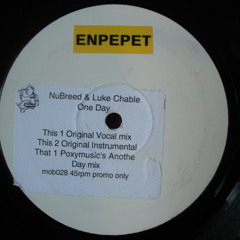 ENPEPET
NuBreed & Luke Chable
One Day
This 1 Original Vocal mix
This 2 Original Instrumental
That 1 Poxymusic's Anothe
Day mix
mob028 45rpm promo only